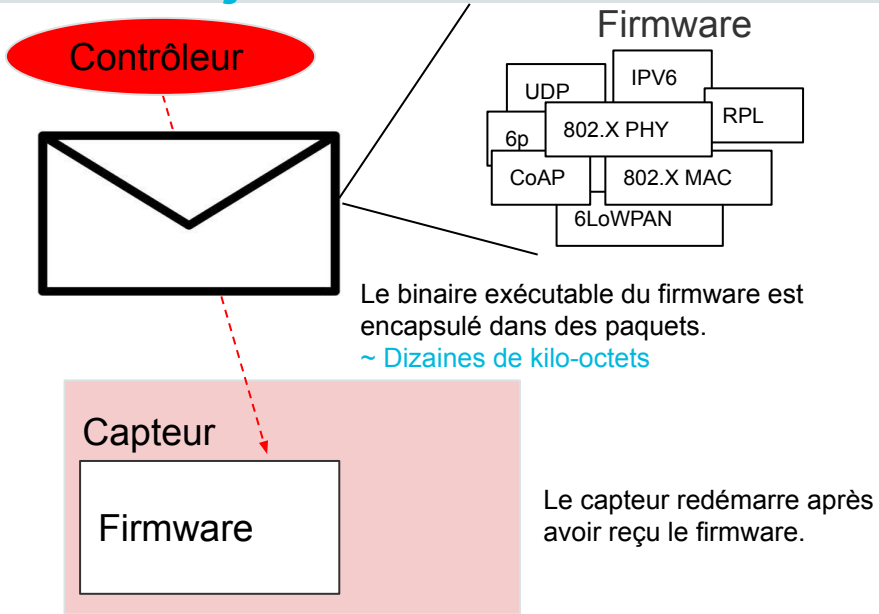 Firmware
Contrôleur
UDP
IPV6
RPL
6p
802.X PHY
CoAP
802.X MAC
6LoWPAN
Le binaire exécutable du firmware est
encapsulé dans des paquets.
~ Dizaines de kilo-octets
Capteur
Firmware
Le capteur redémarre après
avoir reçu le firmware.